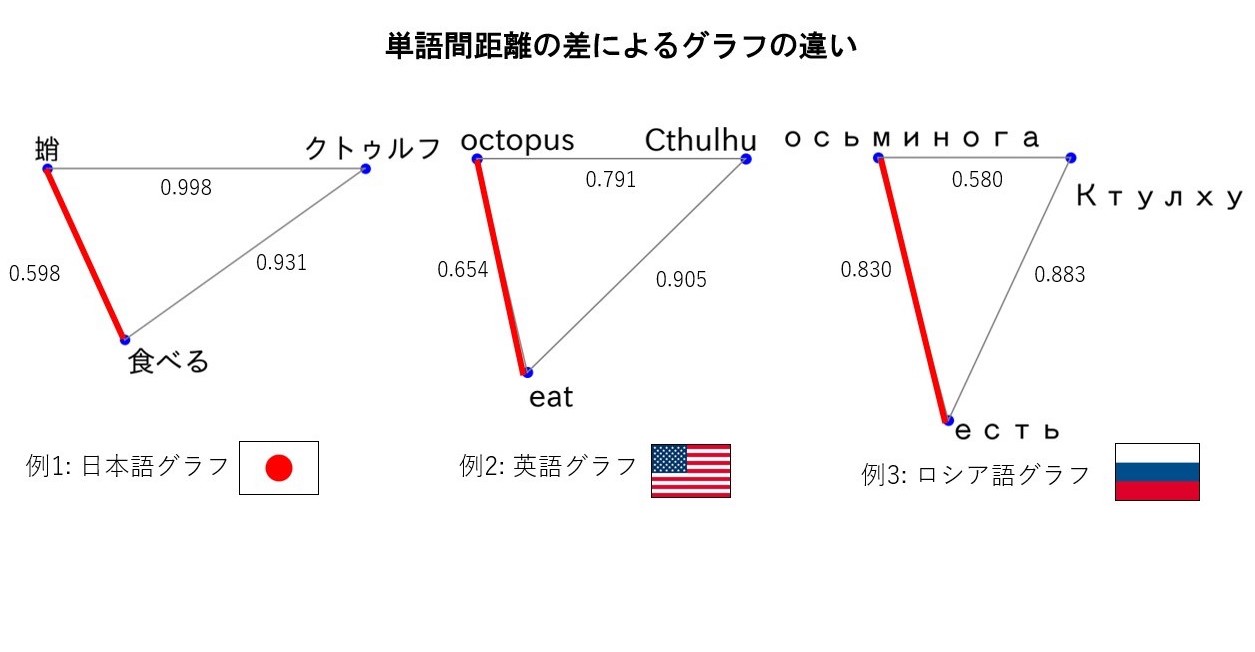 単語間距離の差によるグラフの違い
蛸
クトゥルフ
0.998
0.598
0.931
食べる
例1: 日本語グラフ
octopus
Cthulhu
0.791
0.654
0.905
eat
例2: 英語グラフ
осьминога
Ктулху
0.580
0.830
0.883
есть
例3: ロシア語グラフ